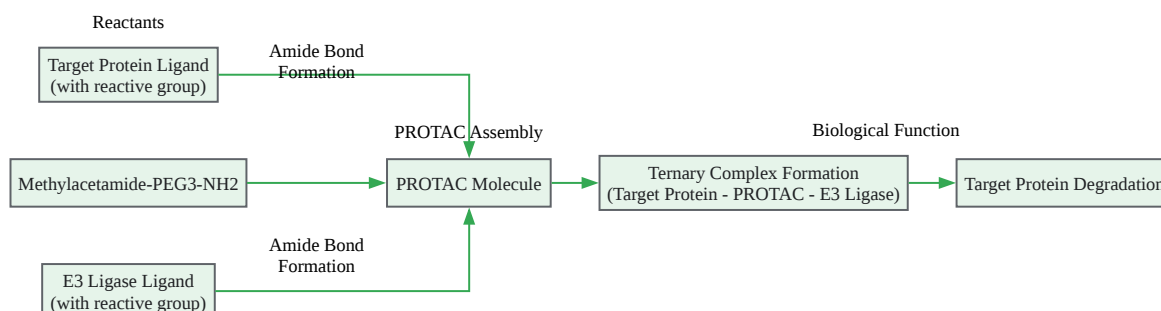 Reactants
Target Protein Ligand
(with reactive group)
Amide Bond
Formation
PROTAC Assembly
Biological Function
Methylacetamide-PEG3-NH2
PROTAC Molecule
Ternary Complex Formation
(Target Protein - PROTAC - E3 Ligase)
Target Protein Degradation
Amide Bond
Formation
E3 Ligase Ligand
(with reactive group)